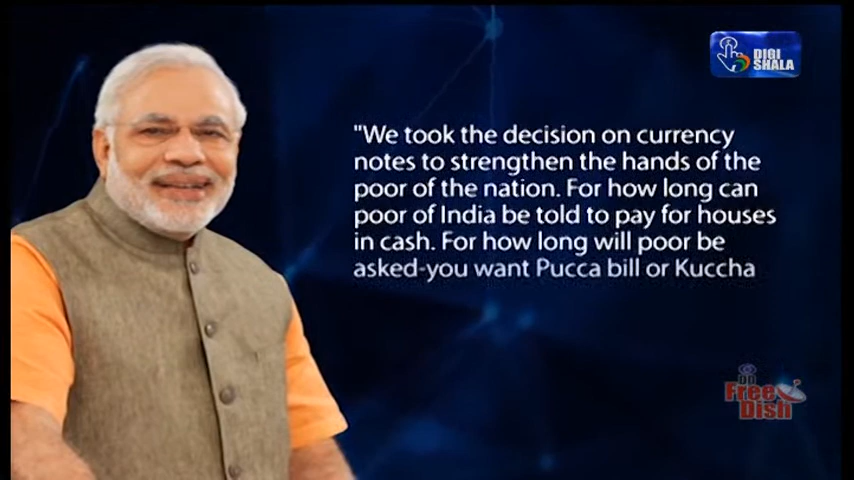 DIGI
SHALA
"We took the decision on currency
notes to strengthen the hands of the
poor of the nation. For how long can
poor of India be told to pay for houses
in cash. For how long will poor be
asked-you want Pucca bill or Kuccha
DD
Free
Dish